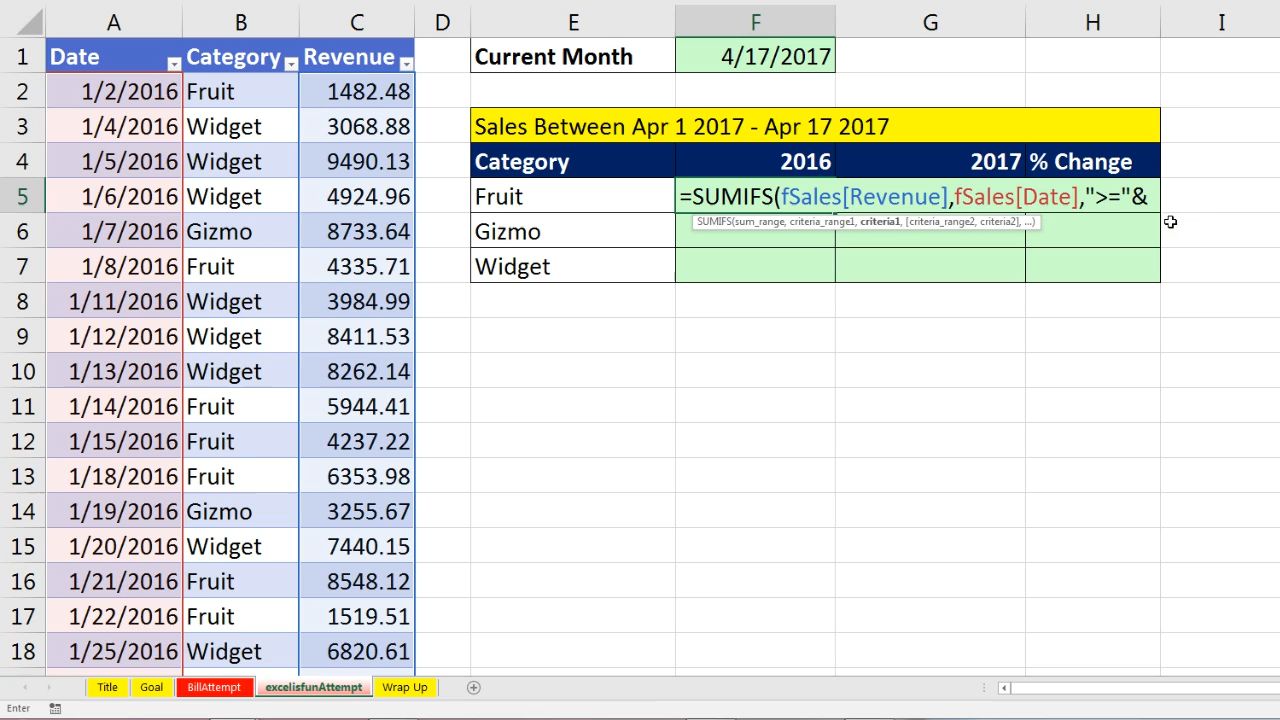 A B C D E F G H I
1 Date Category Revenue Current Month 4/17/2017
2 1/2/2016 Fruit 1482.48
3 1/4/2016 Widget 3068.88 Sales Between Apr 1 2017 - Apr 17 2017
4 1/5/2016 Widget 9490.13 Category 2016 2017 % Change
5 1/6/2016 Widget 4924.96 Fruit =SUMIFS(fSales[Revenue],fSales[Date],">="&
SUMIFS(sum_range, criteria_range1, criteria1, [criteria_range2, criteria2], ...)
6 1/7/2016 Gizmo 8733.64 Gizmo
7 1/8/2016 Fruit 4335.71 Widget
8 1/11/2016 Widget 3984.99
9 1/12/2016 Widget 8411.53
10 1/13/2016 Widget 8262.14
11 1/14/2016 Fruit 5944.41
12 1/15/2016 Fruit 4237.22
13 1/18/2016 Fruit 6353.98
14 1/19/2016 Gizmo 3255.67
15 1/20/2016 Widget 7440.15
16 1/21/2016 Fruit 8548.12
17 1/22/2016 Fruit 1519.51
18 1/25/2016 Widget 6820.61
Title Goal BillAttempt excelisfunAttempt Wrap Up
Enter